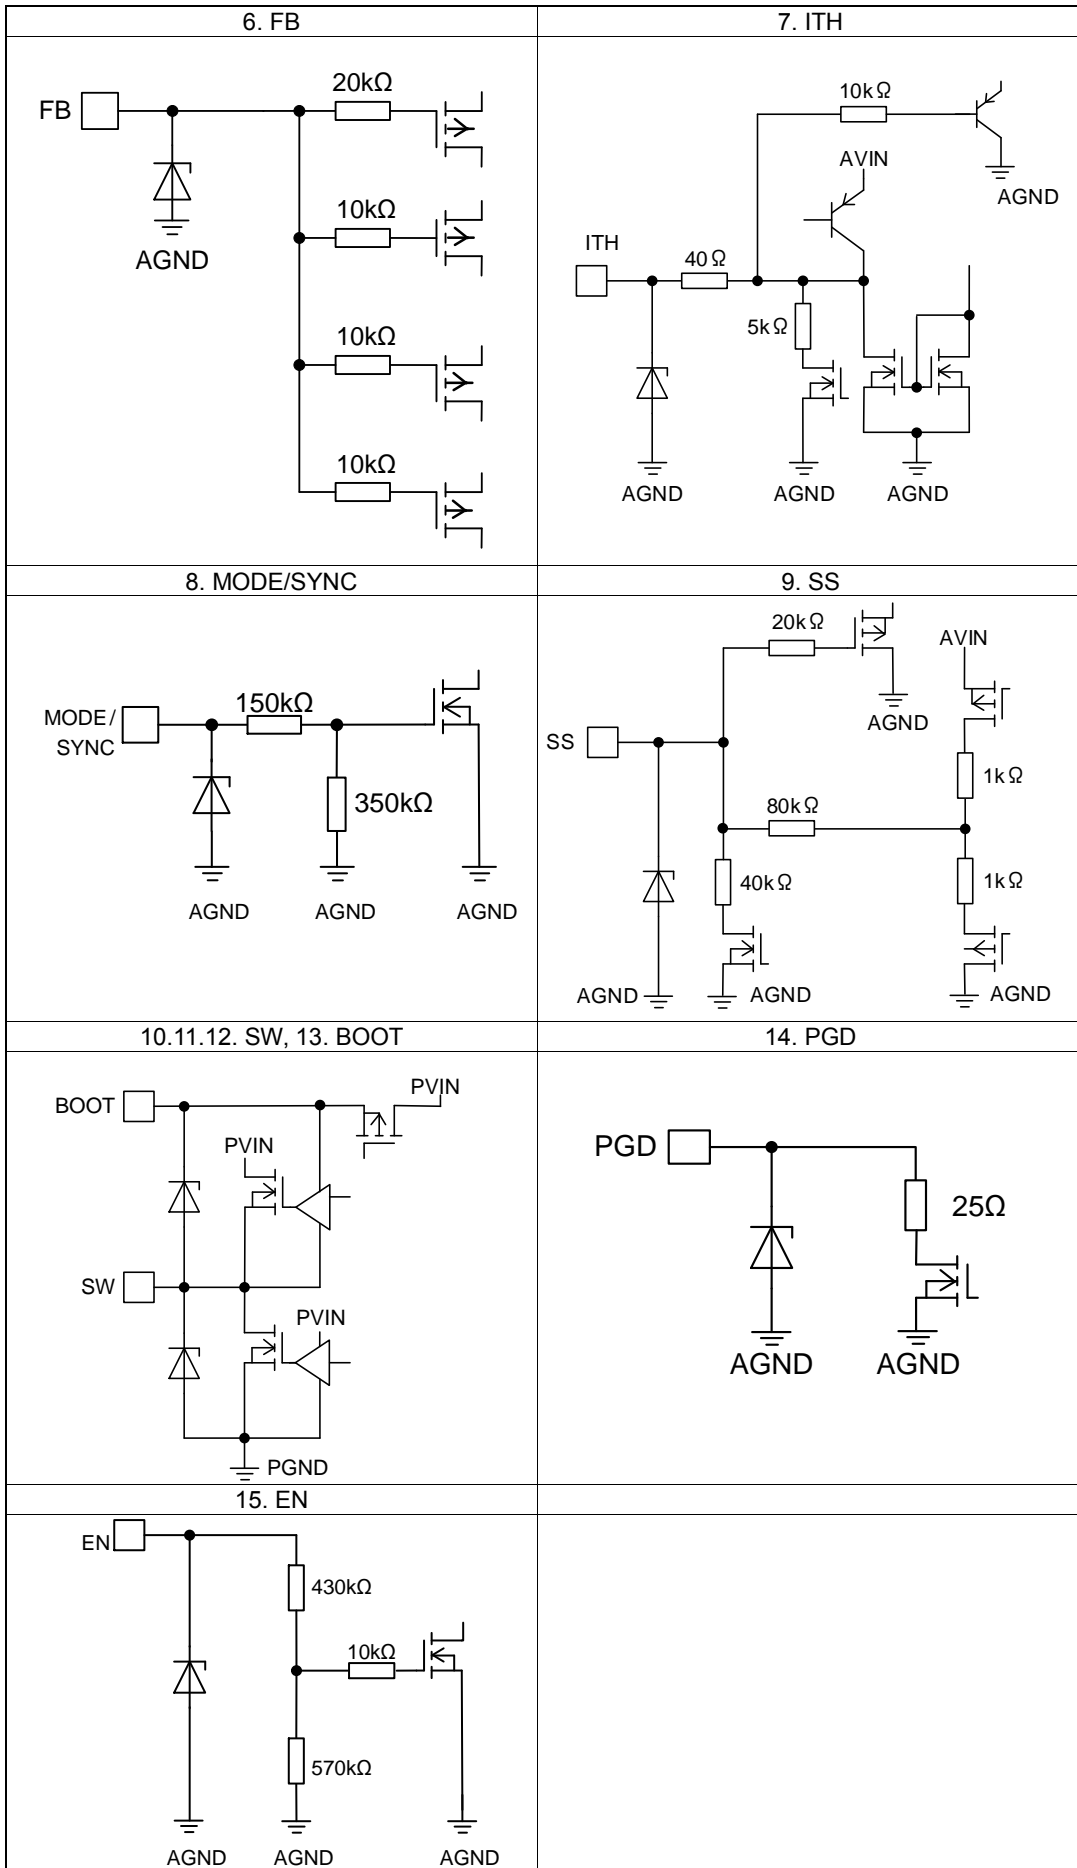 6. FB
7. ITH
FB
20kΩ
10kΩ
10kΩ
10kΩ
AGND
10kΩ
AVIN
AGND
ITH
40Ω
5kΩ
AGND
AGND
AGND
8. MODE/SYNC
9. SS
MODE/
SYNC
150kΩ
350kΩ
AGND
AGND
AGND
20kΩ
AVIN
AGND
SS
1kΩ
80kΩ
40kΩ
1kΩ
AGND
AGND
AGND
10.11.12. SW, 13. BOOT
14. PGD
BOOT
PVIN
PVIN
SW
PVIN
PGND
PGD
25Ω
AGND
AGND
15. EN
EN
430kΩ
10kΩ
570kΩ
AGND
AGND
AGND